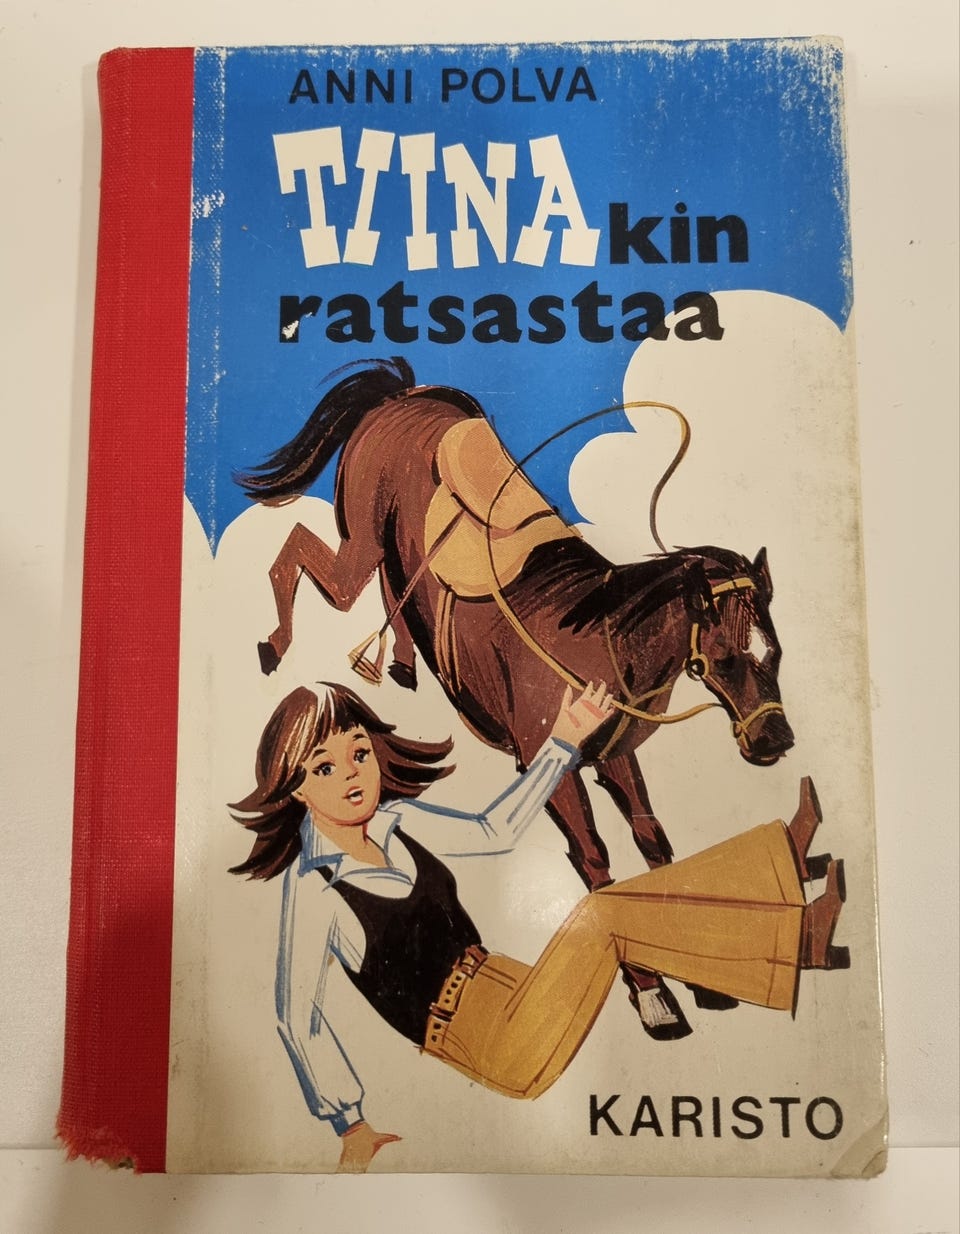 ANNI POLVA
TIINAkin
ratsastaa
KARISTO